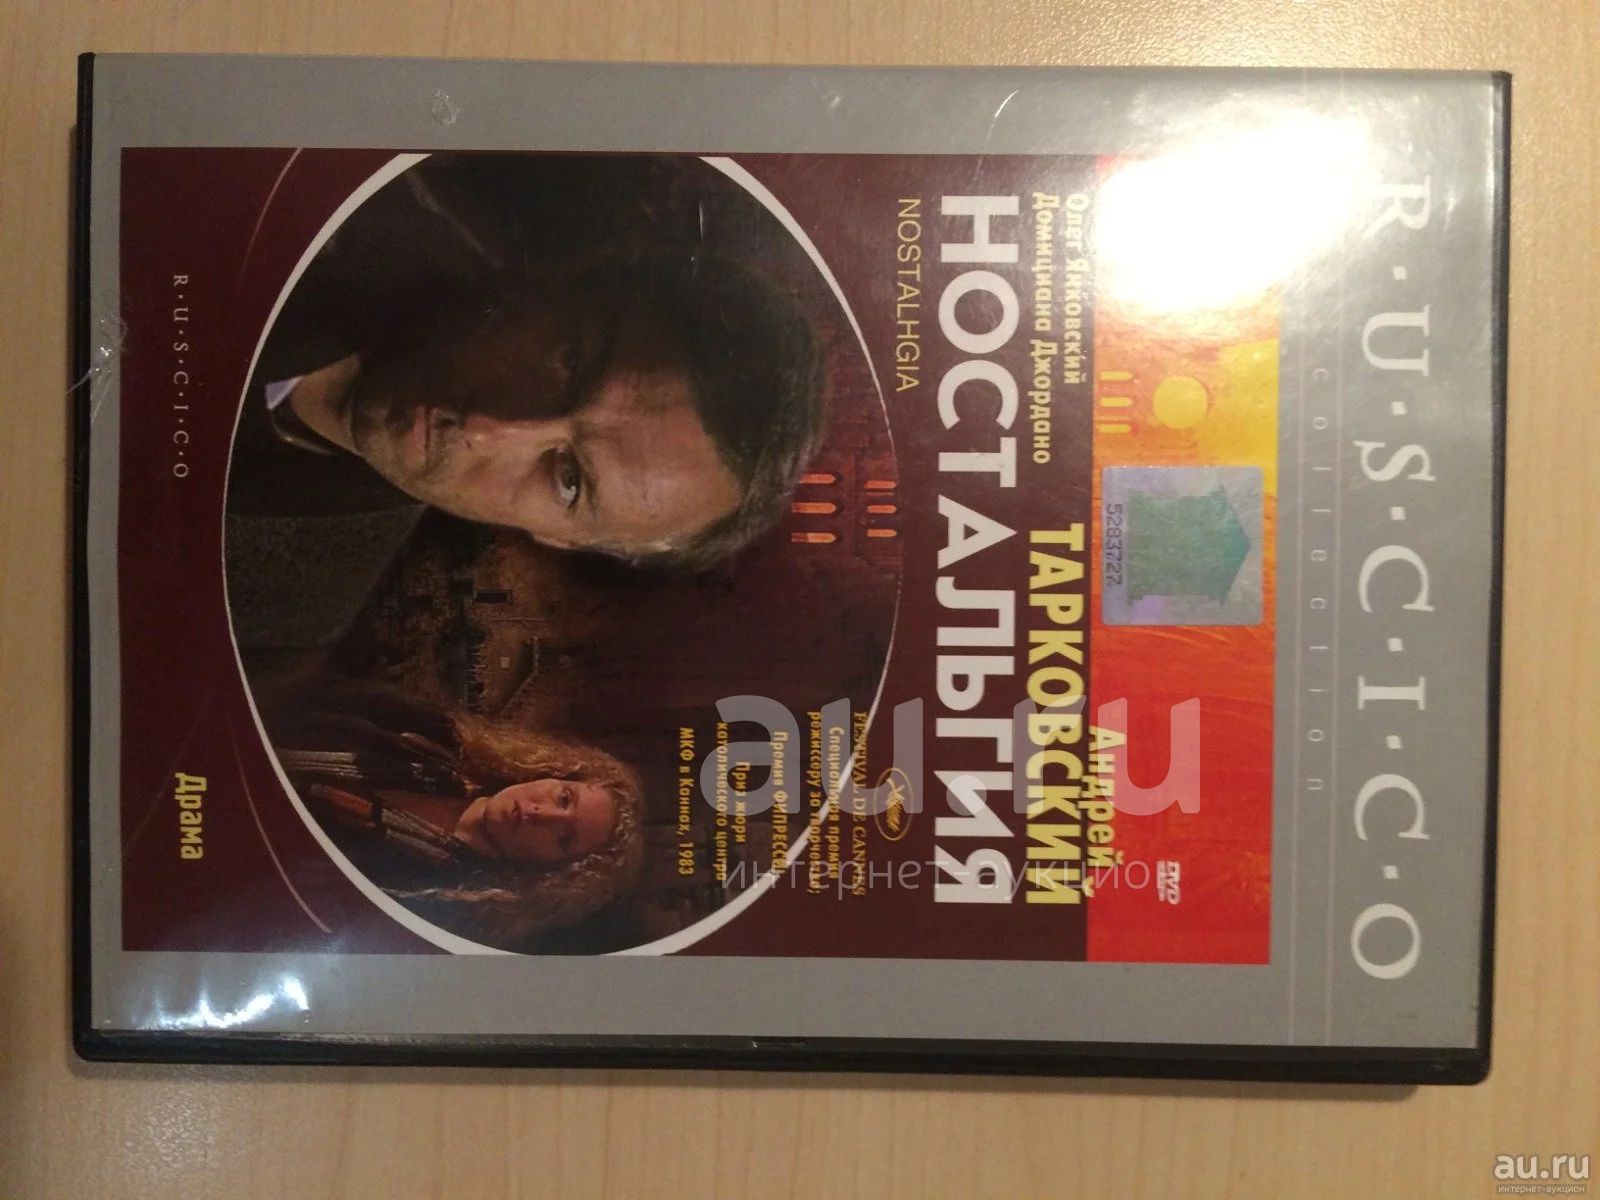 R·U·S·C·I·C·O
collection
DVD
5283727
Андрей
ТАРКОВСКИЙ
Олег Янковский
Домициана Джордано
НОСТАЛЬГИЯ
NOSTALHGIA
FESTIVAL DE CANNES
Специальная премия
режиссеру за творчество,
Премия ФИПРЕССИ,
Приз жюри
католического центра
МКФ в Каннах, 1983
R·U·S·C·I·C·O
Драма
au.ru
интернет-аукцион
au.ru
интернет-аукцион